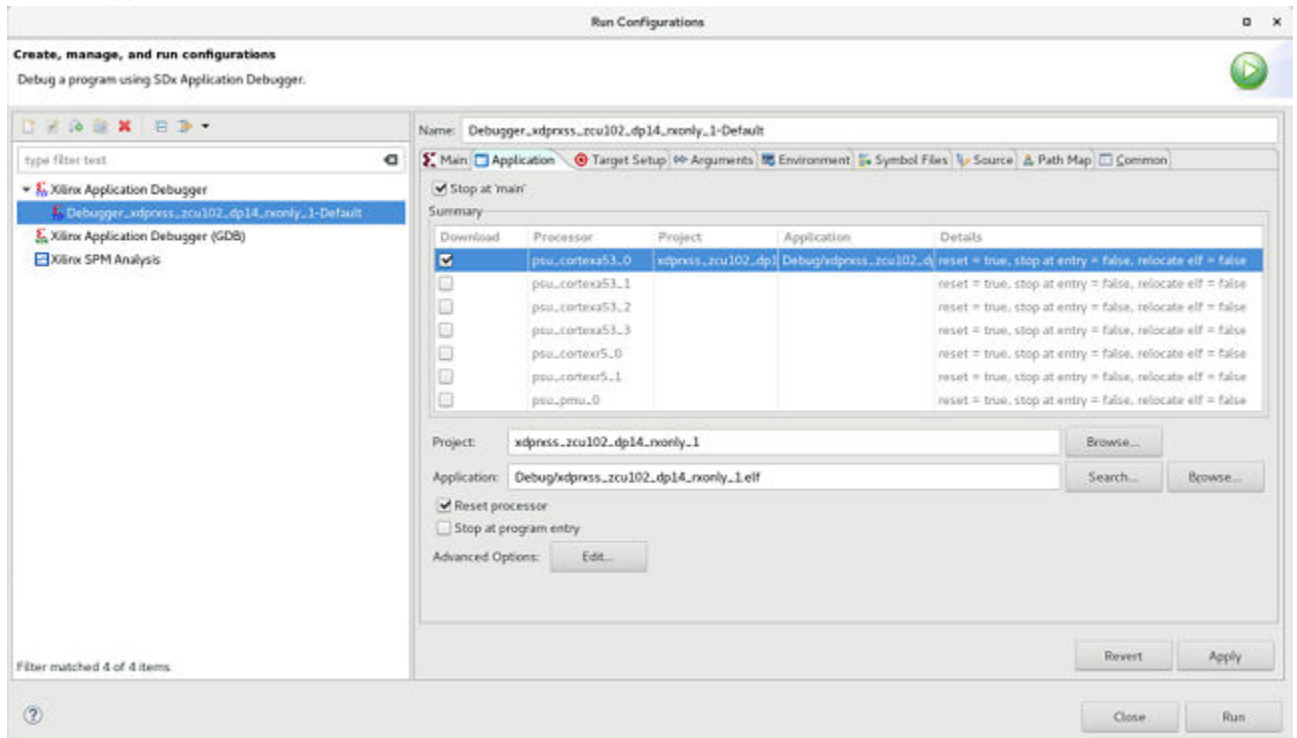 Run Configurations
Create, manage, and run configurations
Debug a program using SDx Application Debugger.
Name: Debugger_xdprxss_zcu102_dp14_rxonly_1-Default
type filter text
Main Application Target Setup Arguments Environment Symbol Files Source Path Map Common
Xilinx Application Debugger
Stop at 'main'
Debugger_xdprxss_zcu102_dp14_rxonly_1-Default
Summary
Xilinx Application Debugger (GDB)
Download Processor Project Application Details
Xilinx SPM Analysis
psu_cortexa53_0 xdprxss_zcu102_dp1 Debug/xdprxss_zcu102_d reset = true, stop at entry = false, relocate elf = false
psu_cortexa53_1 reset = true, stop at entry = false, relocate elf = false
psu_cortexa53_2 reset = true, stop at entry = false, relocate elf = false
psu_cortexa53_3 reset = true, stop at entry = false, relocate elf = false
psu_cortexr5_0 reset = true, stop at entry = false, relocate elf = false
psu_cortexr5_1 reset = true, stop at entry = false, relocate elf = false
psu_pmu_0 reset = true, stop at entry = false, relocate elf = false
Project: xdprxss_zcu102_dp14_rxonly_1 Browse...
Application: Debug/xdprxss_zcu102_dp14_rxonly_1.elf Search... Browse...
Reset processor
Stop at program entry
Advanced Options: Edit...
Revert Apply
Filter matched 4 of 4 items
Close Run